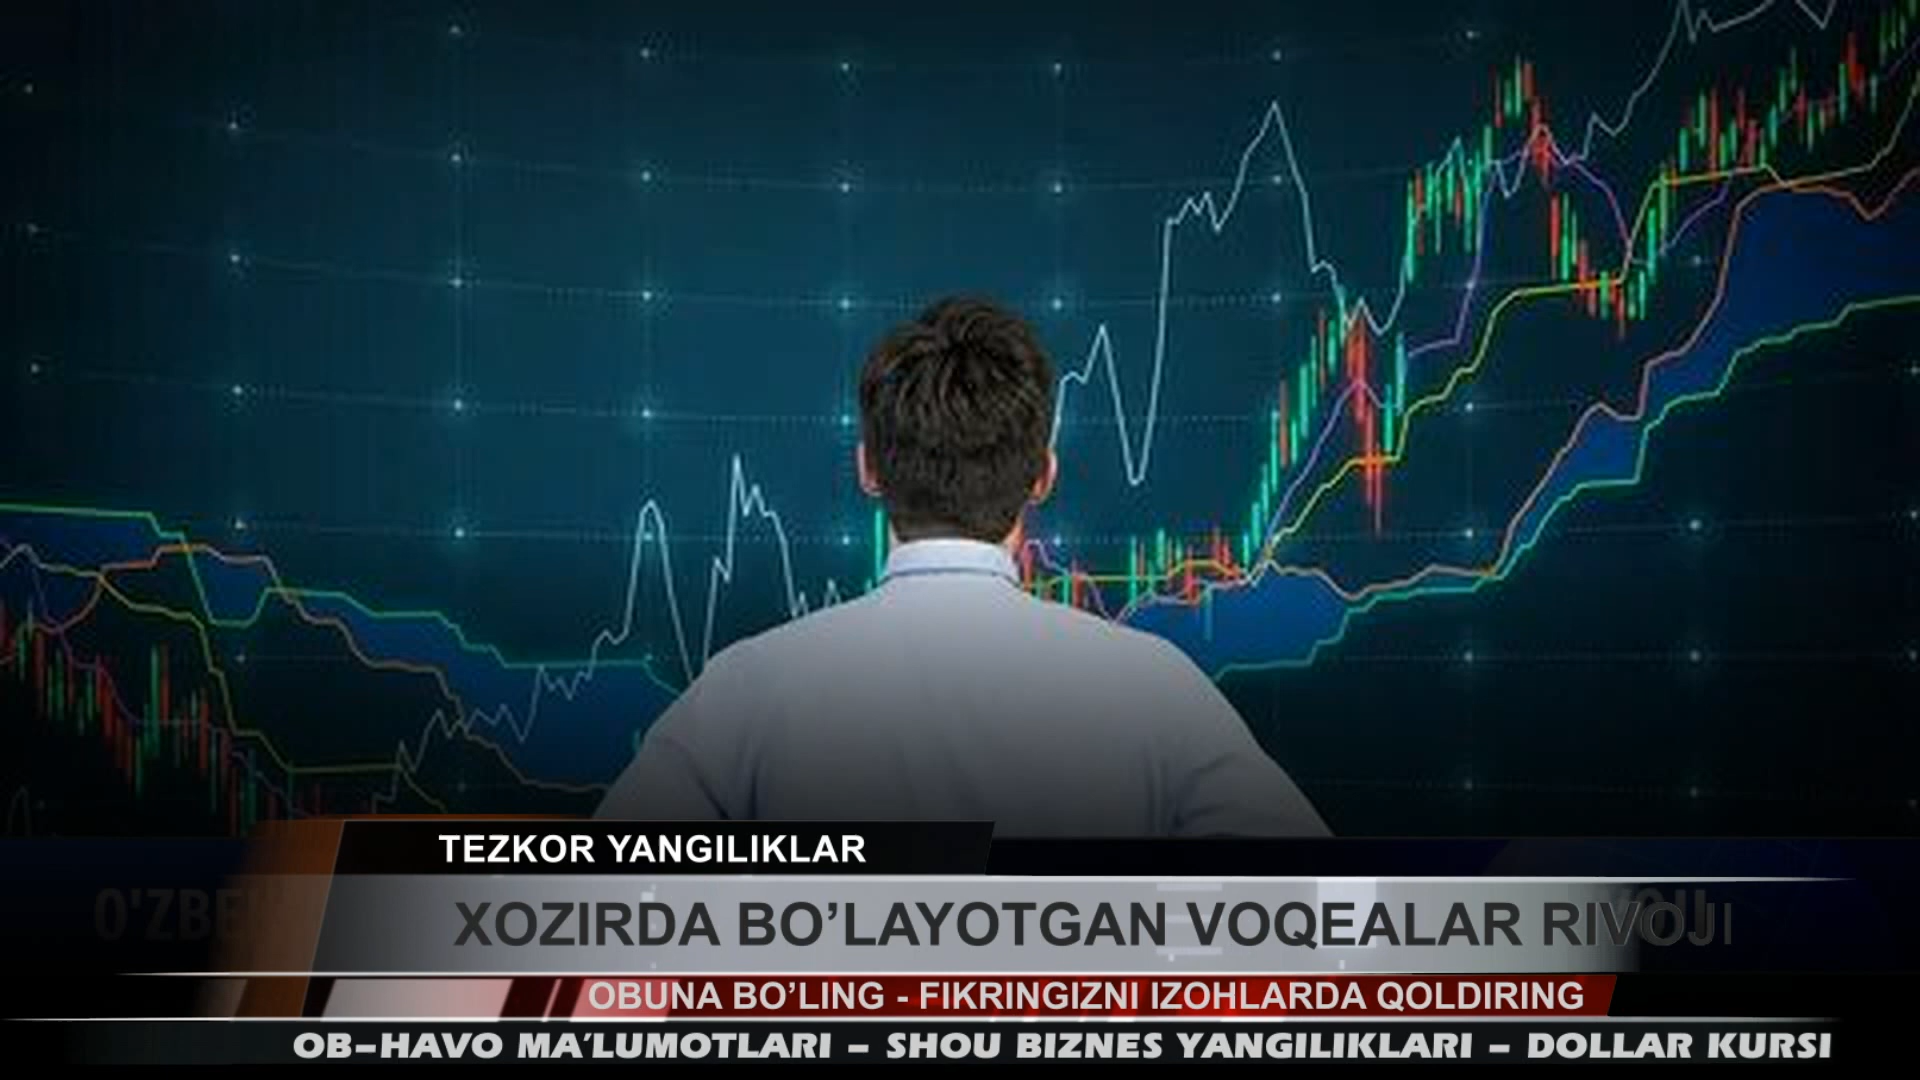 TEZKOR YANGILIKLAR
XOZIRDA BO’LAYOTGAN VOQEALAR RIVOJI
OBUNA BO’LING - FIKRINGIZNI IZOHLARDA QOLDIRING
OB-HAVO MA’LUMOTLARI - SHOU BIZNES YANGILIKLARI - DOLLAR KURSI